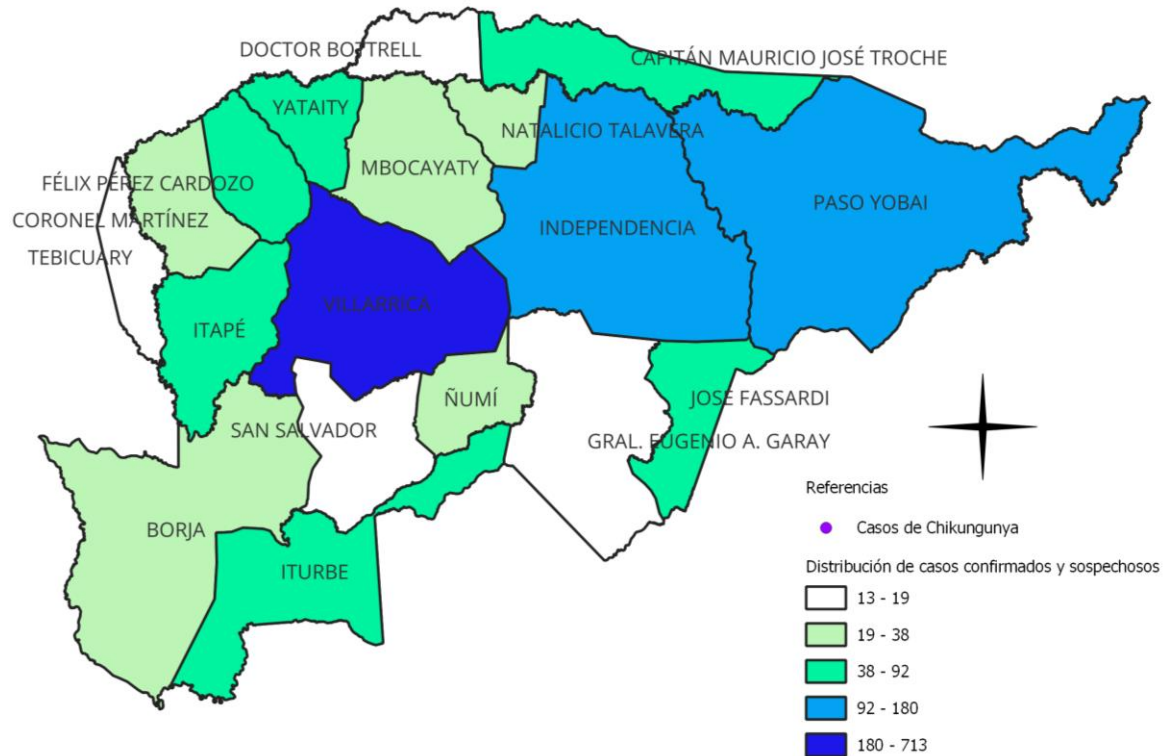 DOCTOR BOTTRELL
CAPITÁN MAURICIO JOSÉ TROCHE
YATAITY
NATALICIO TALAVERA
MBOCAYATY
FÉLIX PÉREZ CARDOZO
CORONEL MARTÍNEZ
TEBICUARY
PASO YOBAI
INDEPENDENCIA
VILLARRICA
ITAPÉ
ÑUMÍ
JOSE FASSARDI
SAN SALVADOR
GRAL. EUGENIO A. GARAY
BORJA
ITURBE
Referencias
Casos de Chikungunya
Distribución de casos confirmados y sospechosos
13 - 19
19 - 38
38 - 92
92 - 180
180 - 713